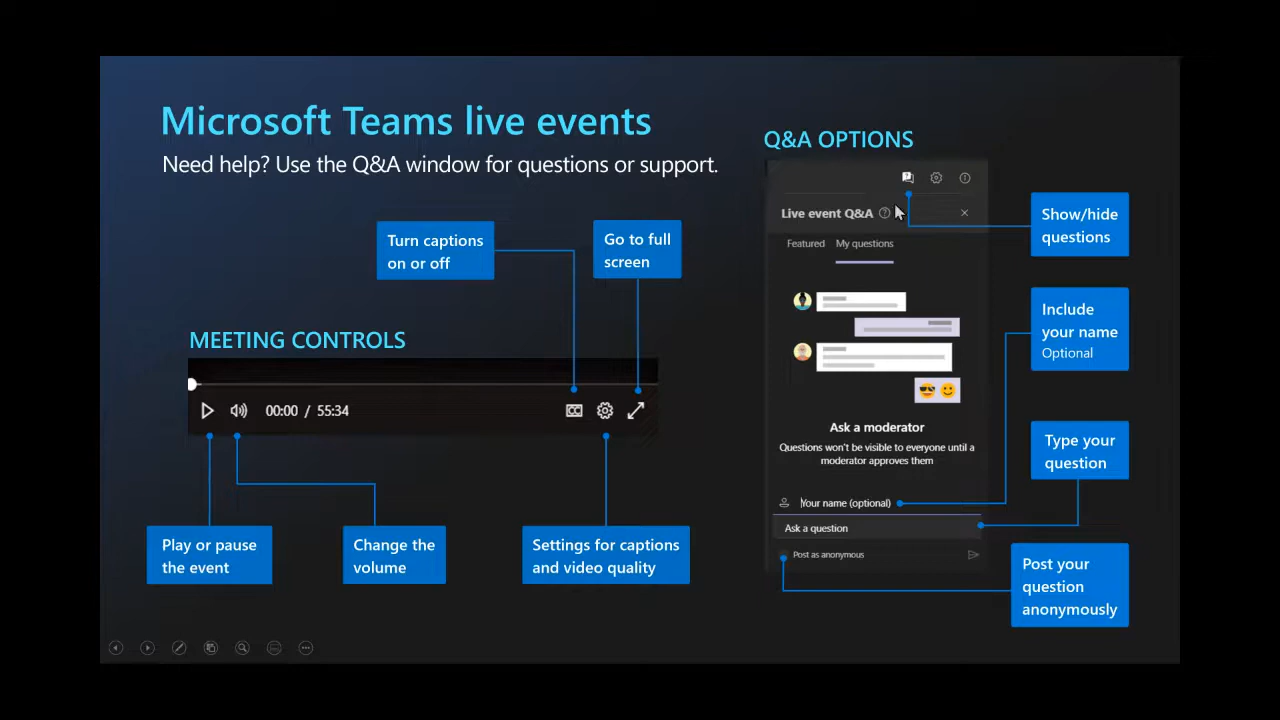 Microsoft Teams live events
Need help? Use the Q&A window for questions or support.
Turn captions
on or off
Go to full
screen
MEETING CONTROLS
00:00 / 55:34
CC
Play or pause
the event
Change the
volume
Settings for captions
and video quality
Q&A OPTIONS
Live event Q&A
Featured
My questions
Ask a moderator
Questions won't be visible to everyone until a
moderator approves them
Your name (optional)
Ask a question
Post as anonymous
Show/hide
questions
Include
your name
Optional
Type your
question
Post your
question
anonymously